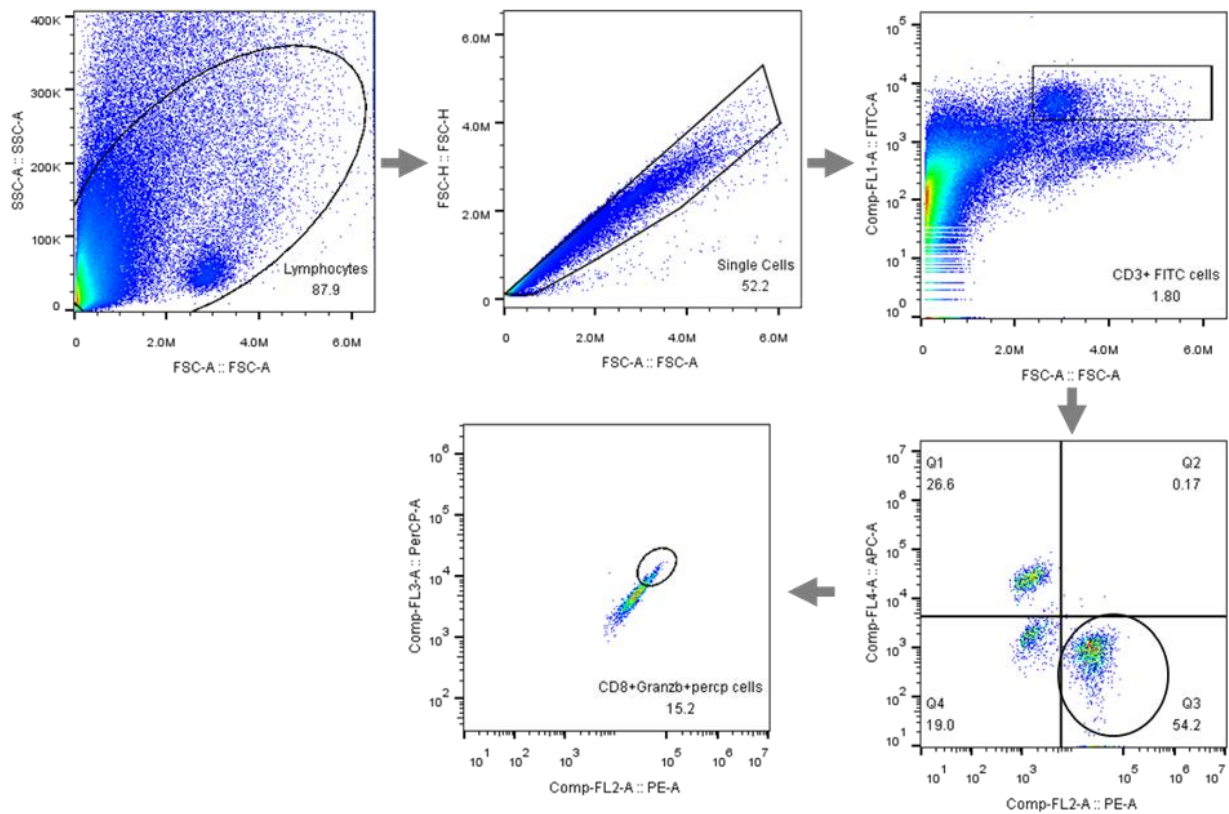 400K
300K
200K
100K
0
0 2.0M 4.0M 6.0M
SSC-A :: SSC-A
FSC-A :: FSC-A
Lymphocytes
87.9
6.0M
4.0M
2.0M
0
0 2.0M 4.0M 6.0M
FSC-H :: FSC-H
FSC-A :: FSC-A
Single Cells
52.2
10^5
10^4
10^3
10^2
10^1
10^0
0 2.0M 4.0M 6.0M
Comp-FL1-A :: FITC-A
FSC-A :: FSC-A
CD3+ FITC cells
1.80
10^6
10^5
10^4
10^3
10^2
10^1 10^2 10^3 10^5 10^7
Comp-FL3-A :: PerCP-A
Comp-FL2-A :: PE-A
CD8+Granzb+percp cells
15.2
10^7
10^6
10^5
10^4
10^3
10^2
10^1
10^1 10^2 10^3 10^5 10^6 10^7
Comp-FL4-A :: APC-A
Comp-FL2-A :: PE-A
Q1
26.6
Q2
0.17
Q4
19.0
Q3
54.2